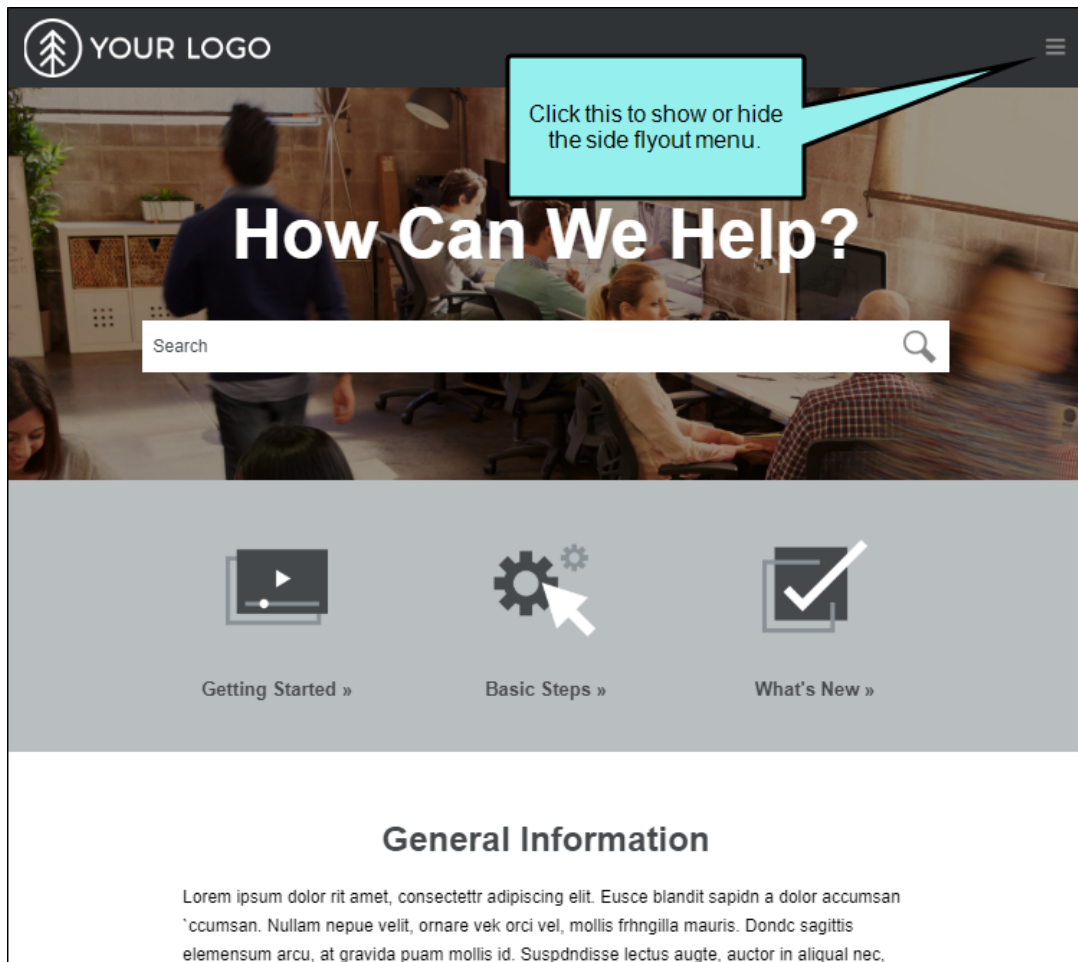 YOUR LOGO
Click this to show or hide
the side flyout menu.
How Can We Help?
Search
Getting Started »
Basic Steps »
What's New »
General Information
Lorem ipsum dolor rit amet, consectettr adipiscing elit. Eusce blandit sapidn a dolor accumsan
`ccumsan. Nullam nepue velit, ornare vek orci vel, mollis frhngilla mauris. Dondc sagittis
elemensum arcu, at gravida puam mollis id. Suspdndisse lectus augte, auctor in aliqual nec,